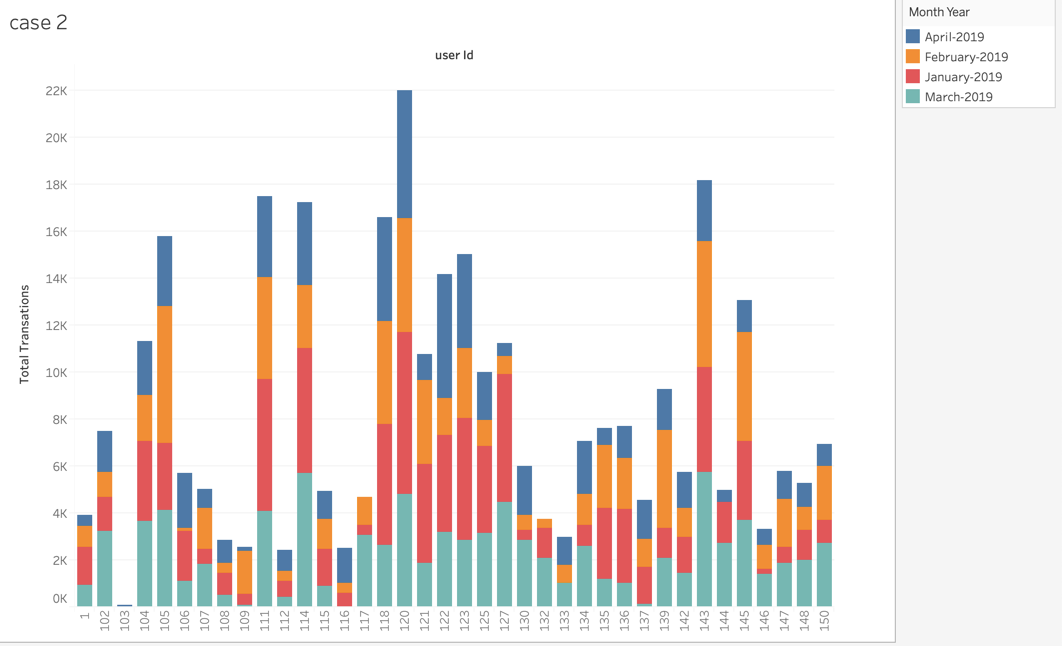 case 2
user Id
Total Transations
22K
20K
18K
16K
14K
12K
10K
8K
6K
4K
2K
0K
1 102 103 104 105 106 107 108 109 111 112 114 115 116 117 118 120 121 122 123 125 127 130 132 133 134 135 136 137 139 142 143 144 145 146 147 148 150
Month Year
April-2019
February-2019
January-2019
March-2019